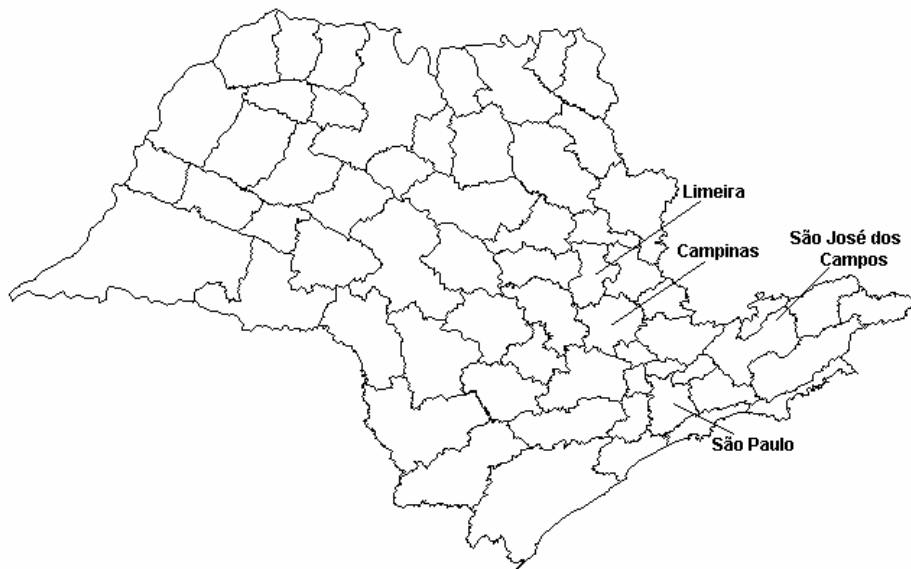 Limeira
Campinas
São José dos
Campos
São Paulo